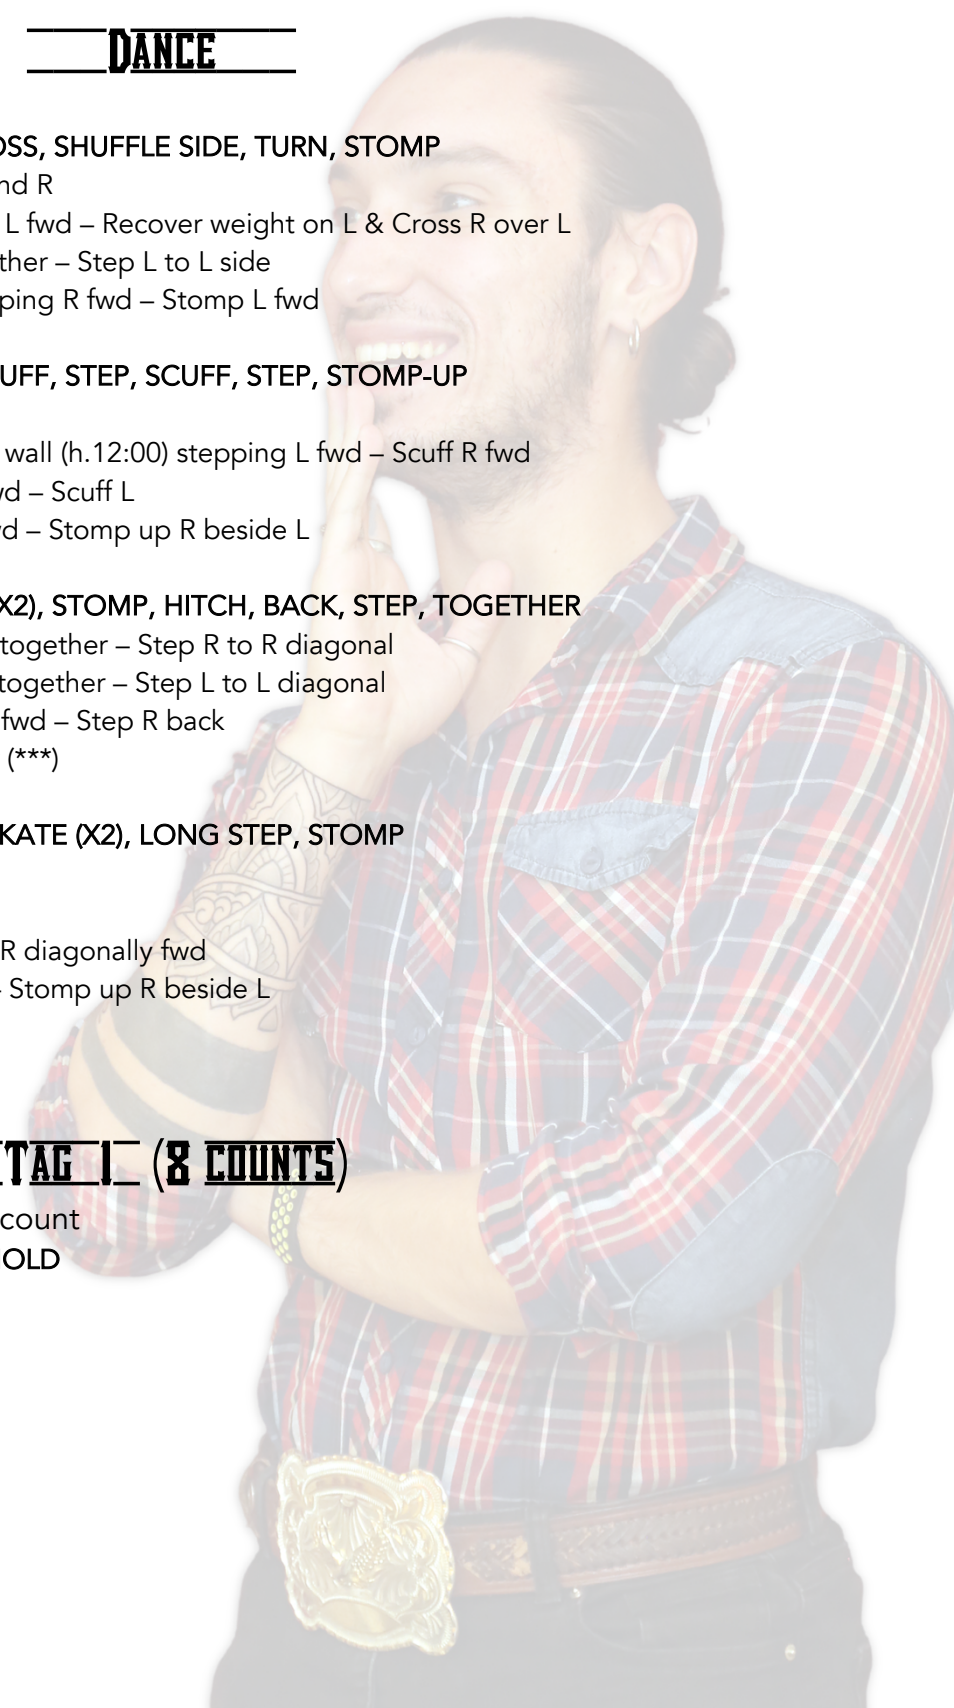 Dance
OSS, SHUFFLE SIDE, TURN, STOMP
nd R
L fwd – Recover weight on L & Cross R over L
ther – Step L to L side
ping R fwd – Stomp L fwd
UFF, STEP, SCUFF, STEP, STOMP-UP
wall (h.12:00) stepping L fwd – Scuff R fwd
wd – Scuff L
wd – Stomp up R beside L
X2), STOMP, HITCH, BACK, STEP, TOGETHER
together – Step R to R diagonal
together – Step L to L diagonal
fwd – Step R back
(***)
KATE (X2), LONG STEP, STOMP
R diagonally fwd
- Stomp up R beside L
Tag 1 (8 counts)
count
OLD